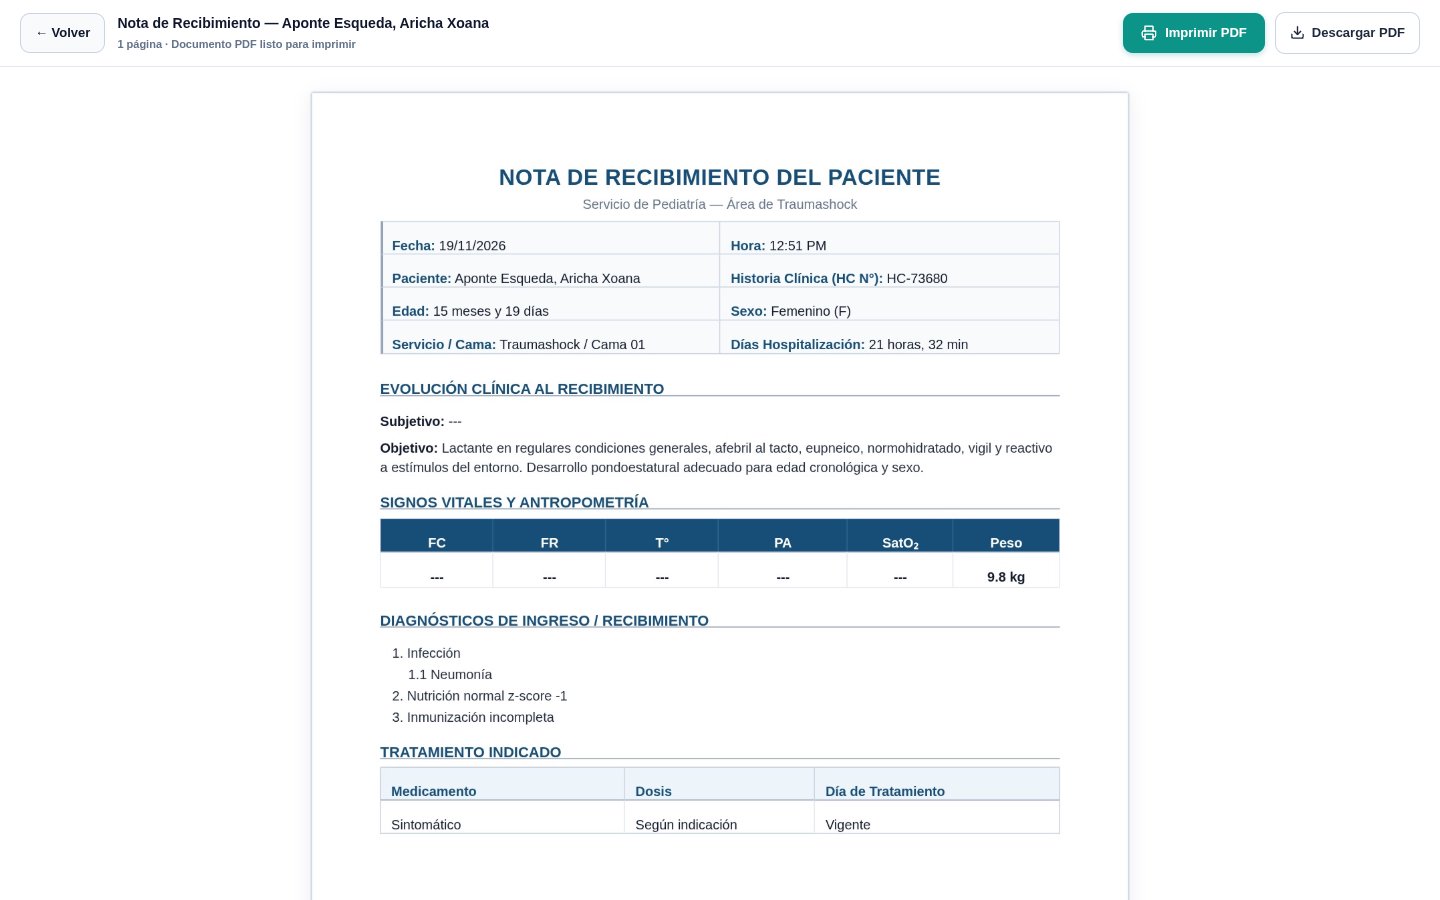 ← Volver
Nota de Recibimiento — Aponte Esqueda, Aricha Xoana
1 página · Documento PDF listo para imprimir
Imprimir PDF
Descargar PDF
NOTA DE RECIBIMIENTO DEL PACIENTE
Servicio de Pediatría — Área de Traumashock
Fecha: 19/11/2026
Hora: 12:51 PM
Paciente: Aponte Esqueda, Aricha Xoana
Historia Clínica (HC N°): HC-73680
Edad: 15 meses y 19 días
Sexo: Femenino (F)
Servicio / Cama: Traumashock / Cama 01
Días Hospitalización: 21 horas, 32 min
EVOLUCIÓN CLÍNICA AL RECIBIMIENTO
Subjetivo: ---
Objetivo: Lactante en regulares condiciones generales, afebril al tacto, eupneico, normohidratado, vigil y reactivo
a estímulos del entorno. Desarrollo pondoestatural adecuado para edad cronológica y sexo.
SIGNOS VITALES Y ANTROPOMETRÍA
FC FR T° PA SatO₂ Peso
--- --- --- --- --- 9.8 kg
DIAGNÓSTICOS DE INGRESO / RECIBIMIENTO
1. Infección
1.1 Neumonía
2. Nutrición normal z-score -1
3. Inmunización incompleta
TRATAMIENTO INDICADO
Medicamento Dosis Día de Tratamiento
Sintomático Según indicación Vigente